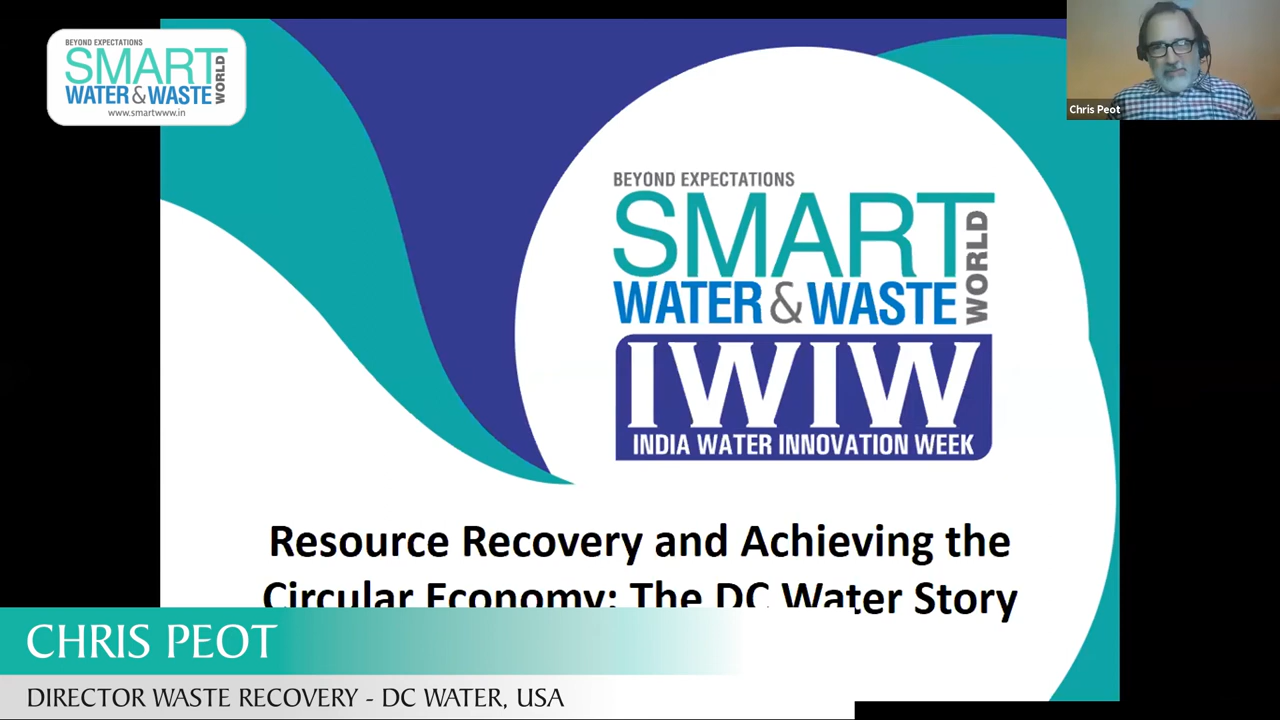 BEYOND EXPECTATIONS
SMART
WATER & WASTE
WORLD
www.smartwww.in
Chris Peot
BEYOND EXPECTATIONS
SMART
WATER & WASTE
WORLD
IWIW
INDIA WATER INNOVATION WEEK
Resource Recovery and Achieving the
Circular Economy: The DC Water Story
CHRIS PEOT
DIRECTOR WASTE RECOVERY - DC WATER, USA